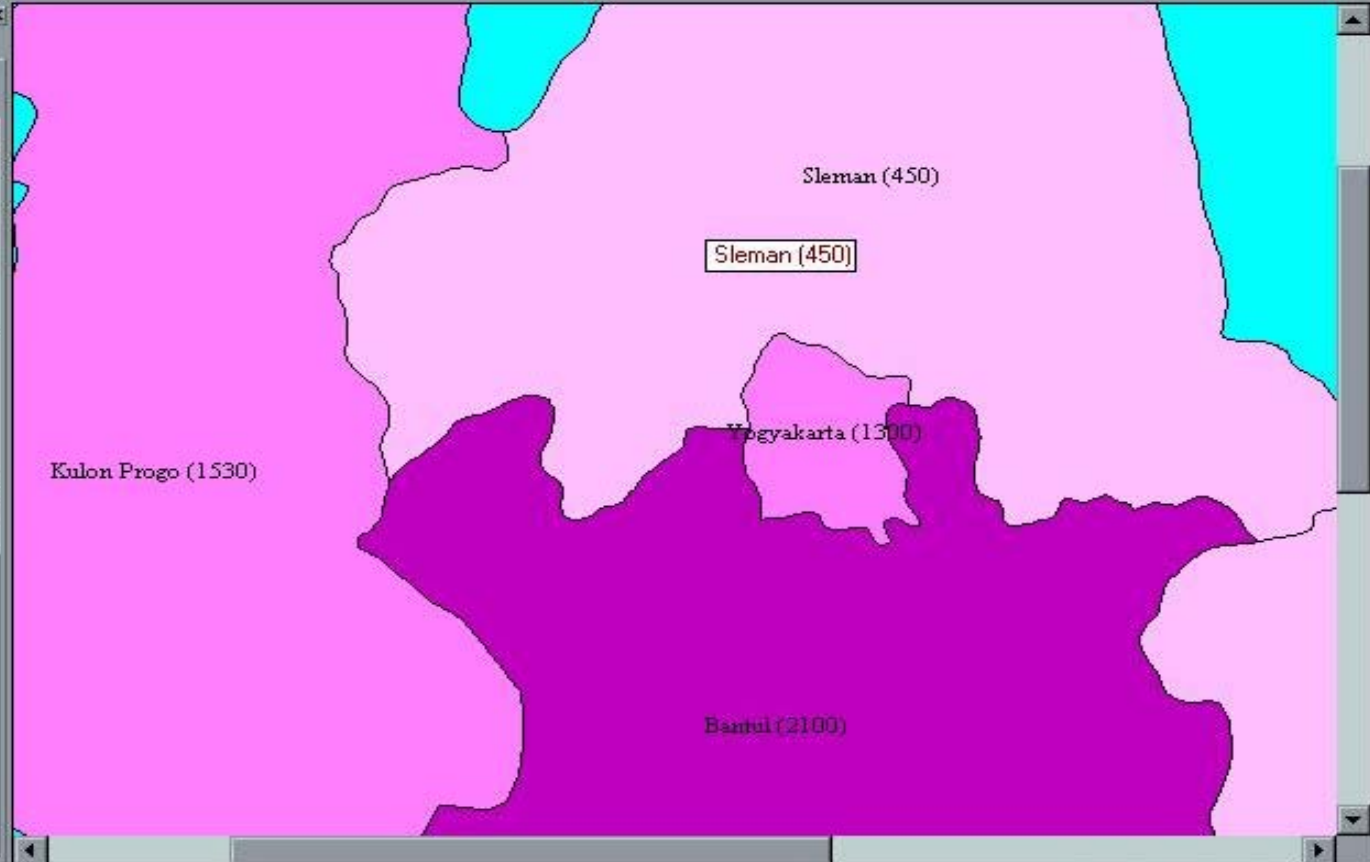 Sleman (450)
Sleman (450)
Yogyakarta (1300)
Kulon Progo (1530)
Bantul (2100)